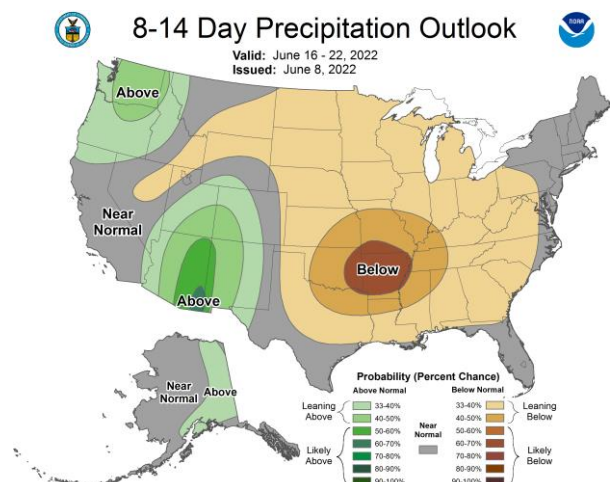 8-14 Day Precipitation Outlook
NOAA
Valid: June 16 - 22, 2022
Issued: June 8, 2022
Above
Near
Normal
Below
Above
Near
Normal
Above
Probability (Percent Chance)
Above Normal
Below Normal
Leaning
Above
33-40%
40-50%
33-40%
40-50%
Leaning
Below
Near
Normal
Likely
Above
50-60%
60-70%
70-80%
80-90%
90-100%
50-60%
60-70%
70-80%
80-90%
90-100%
Likely
Below